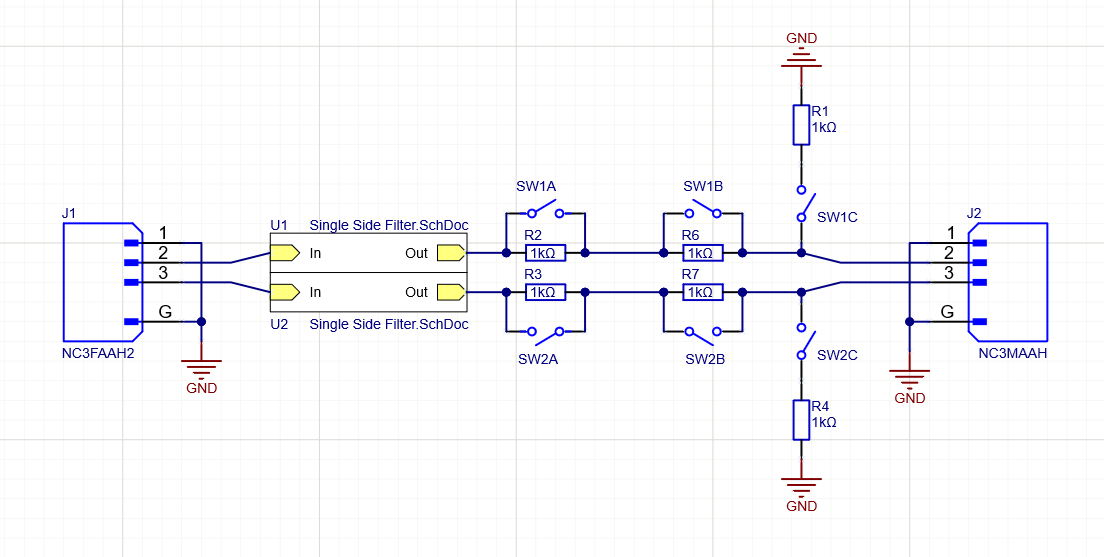 GND
R1
1kΩ
SW1A
SW1B
SW1C
J1
U1 Single Side Filter.SchDoc
J2
1
2
3
G
In
Out
In
Out
R2
1kΩ
R6
1kΩ
R3
1kΩ
R7
1kΩ
1
2
3
G
U2 Single Side Filter.SchDoc
NC3FAAH2
SW2A
SW2B
SW2C
NC3MAAH
GND
GND
R4
1kΩ
GND